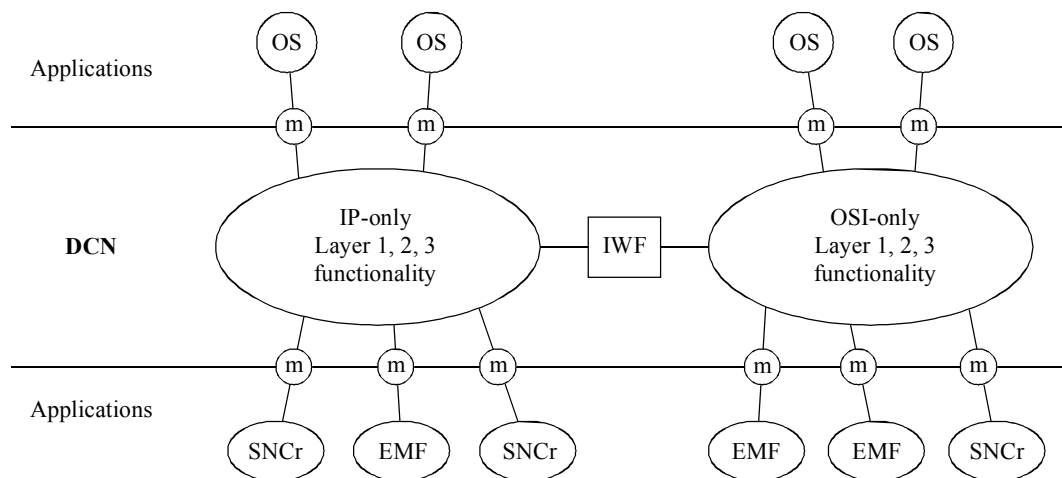 OS
OS
OS
OS
Applications
m
m
m
m
IP-only
Layer 1, 2, 3
functionality
DCN
IWF
OSI-only
Layer 1, 2, 3
functionality
m
m
m
m
m
m
Applications
SNCr
EMF
SNCr
EMF
EMF
SNCr